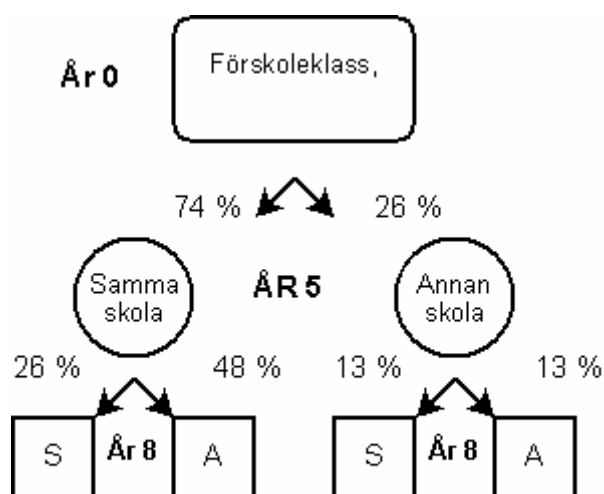 År 0
Förskoleklass,
74 %
26 %
Samma
skola
ÅR 5
Annan
skola
26 %
48 %
13 %
13 %
S
År 8
A
S
År 8
A